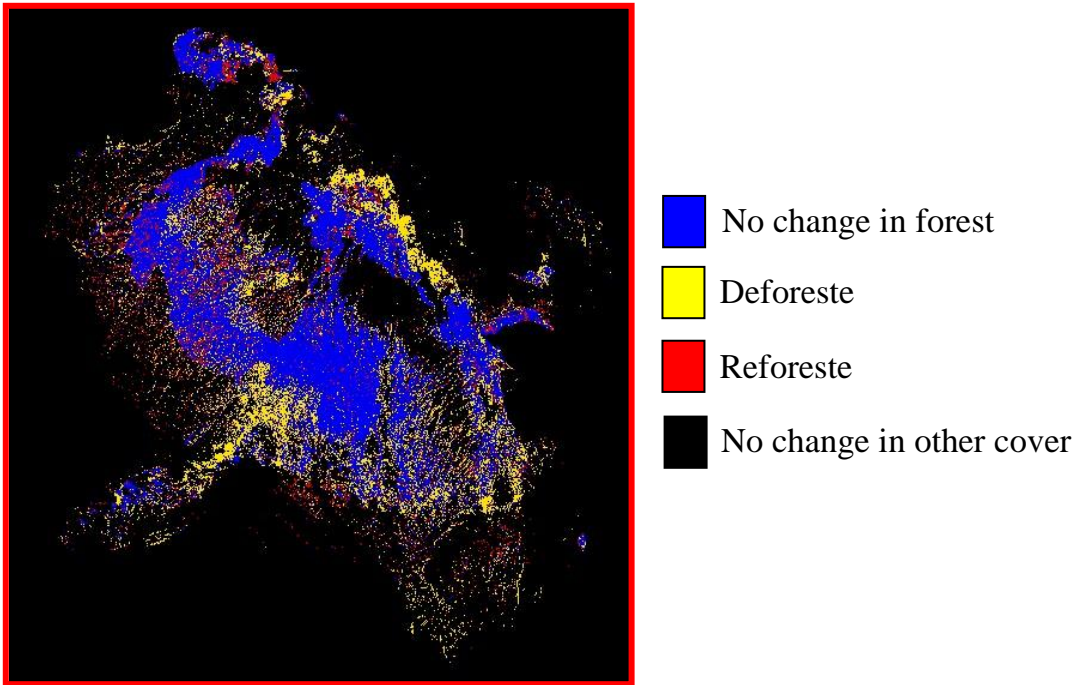 No change in forest
Deforeste
Reforeste
No change in other cover